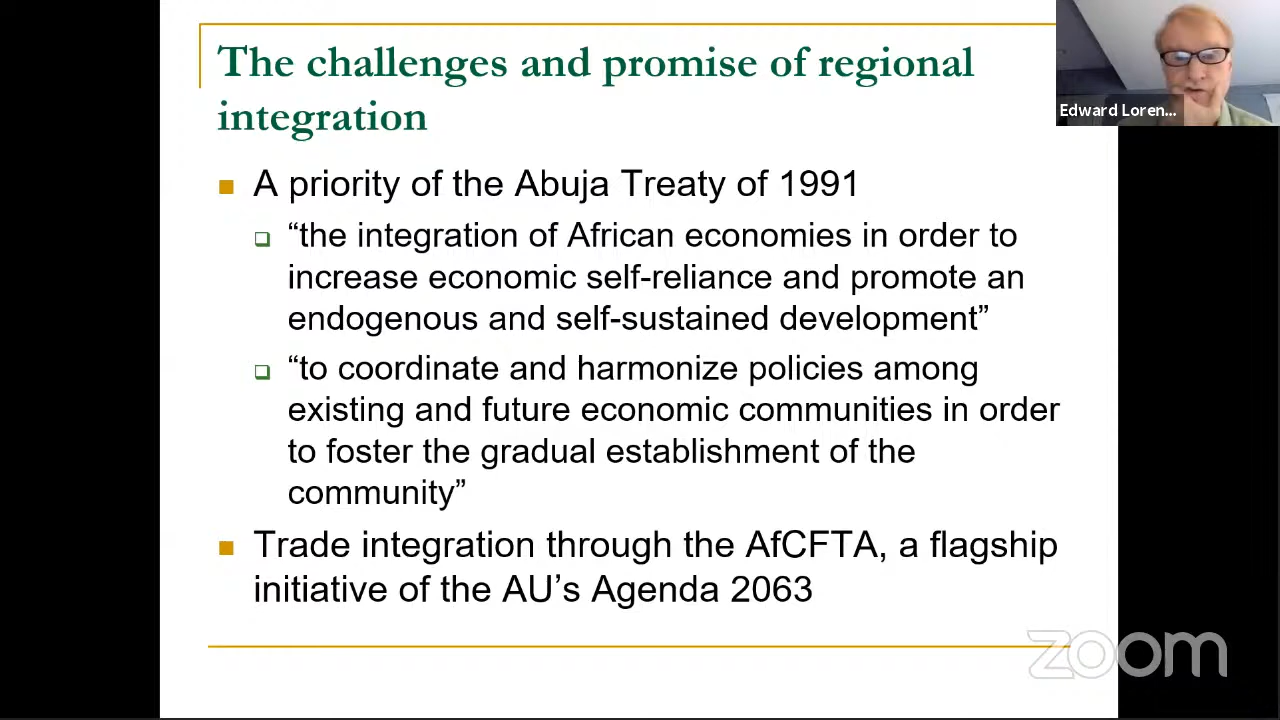 The challenges and promise of regional
integration
A priority of the Abuja Treaty of 1991
“the integration of African economies in order to
increase economic self-reliance and promote an
endogenous and self-sustained development”
“to coordinate and harmonize policies among
existing and future economic communities in order
to foster the gradual establishment of the
community”
Trade integration through the AfCFTA, a flagship
initiative of the AU’s Agenda 2063
Edward Loren...
zoom